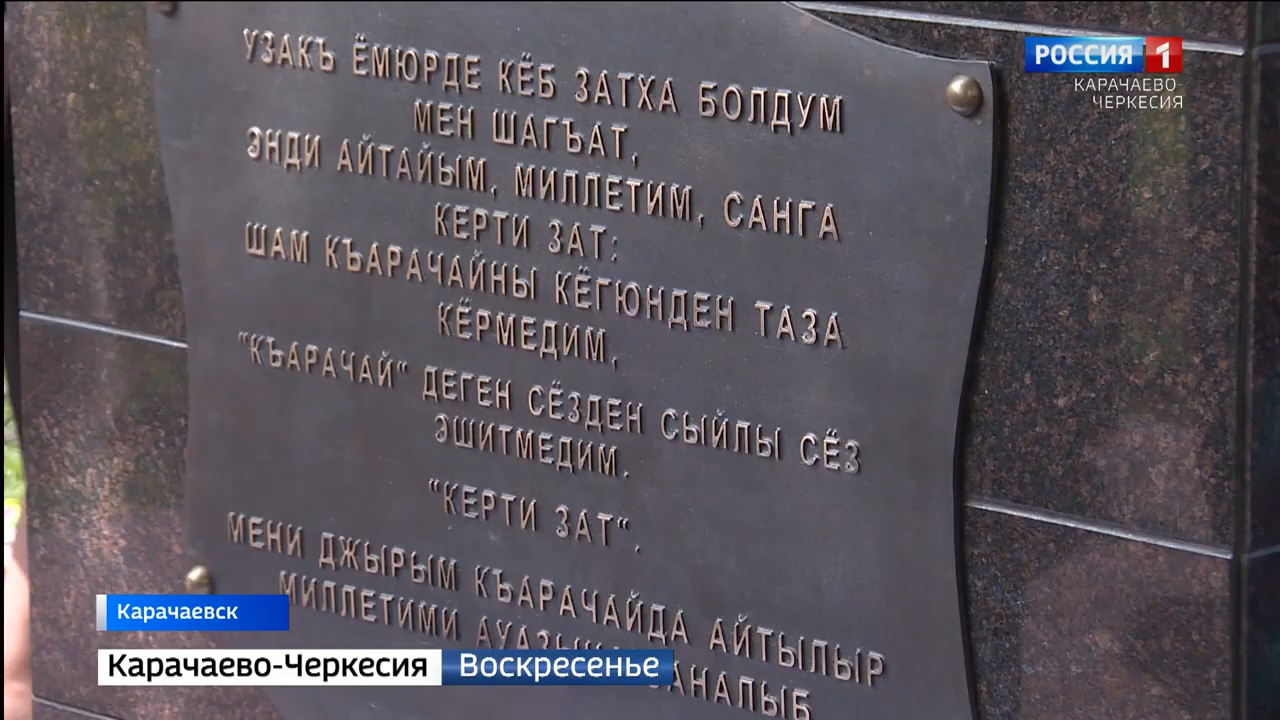 РОССИЯ 1
КАРАЧАЕВО-
ЧЕРКЕСИЯ
УЗАКЪ ЁМЮРДЕ КЁБ ЗАТХА БОЛДУМ
МЕН ШАГЪАТ,
ЭНДИ АЙТАЙЫМ, МИЛЛЕТИМ, САНГА
КЕРТИ ЗАТ:
ШАМ КЪАРАЧАЙНЫ КЁГЮНДЕН ТАЗА
КЁРМЕДИМ,
"КЪАРАЧАЙ" ДЕГЕН СЁЗДЕН СЫЙЛЫ СЁЗ
ЭШИТМЕДИМ.
"КЕРТИ ЗАТ".
МЕНИ ДЖЫРЫМ КЪАРАЧАЙДА АЙТЫЛЫР
МИЛЛЕТИМИ
Карачаевск
Карачаево-Черкесия Воскресенье